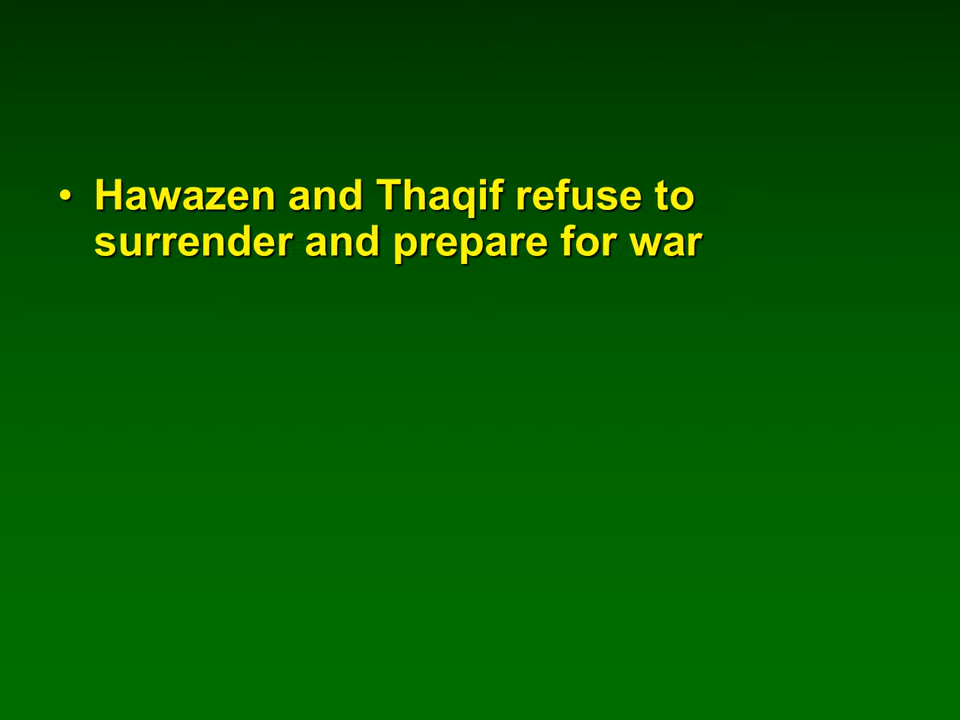 • Hawazen and Thaqif refuse to
surrender and prepare for war